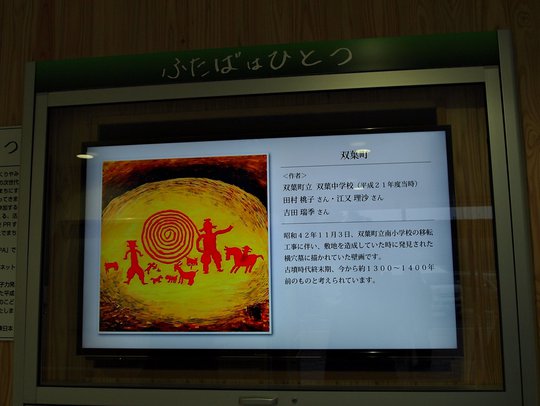 ふたばはひとつ
双葉町
＜作者＞
双葉町立 双葉中学校（平成２１年度当時）
田村 桃子さん・江又 理沙さん
吉田 瑞季さん
昭和４２年１１月３日、双葉町立南小学校の移転
工事に伴い、敷地を造成していた時に発見された
横穴墓に描かれていた壁画です。
古墳時代終末期、今から約１３００～１４００年
前のものと考えられています。